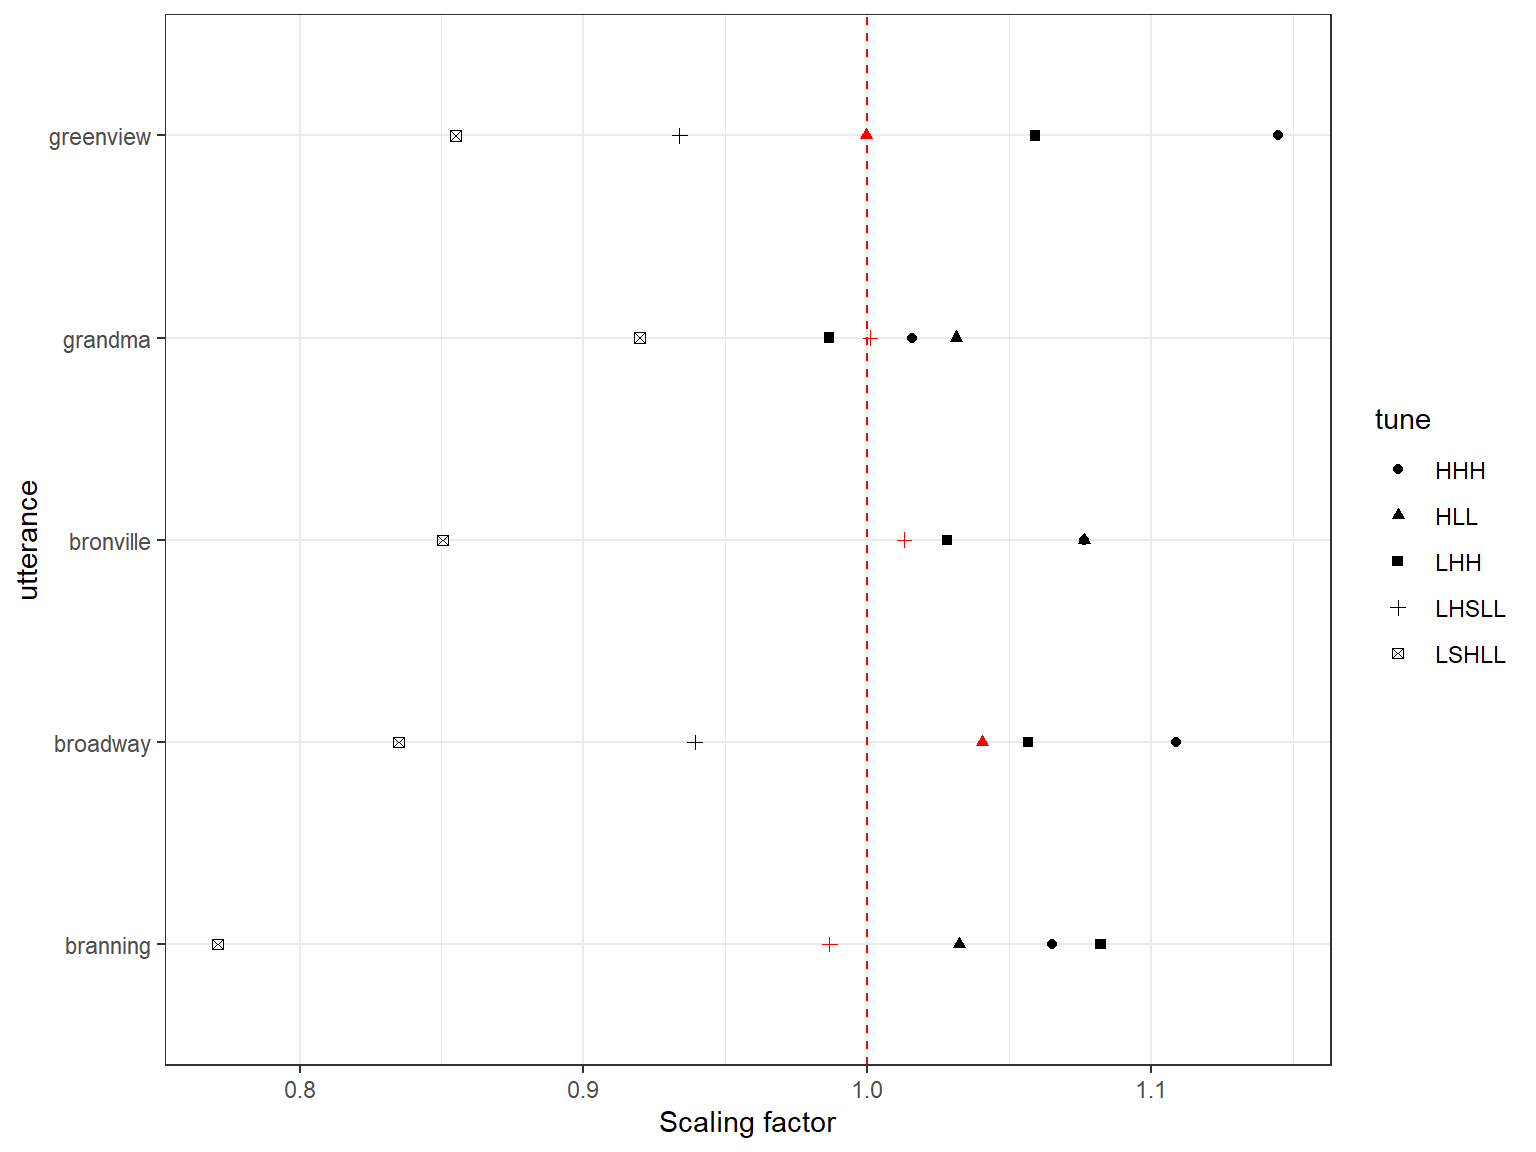 greenview
grandma
bronville
broadway
branning
utterance
0.8 0.9 1.0 1.1
Scaling factor
tune
HHH
HLL
LHH
LHSLL
LSHLL